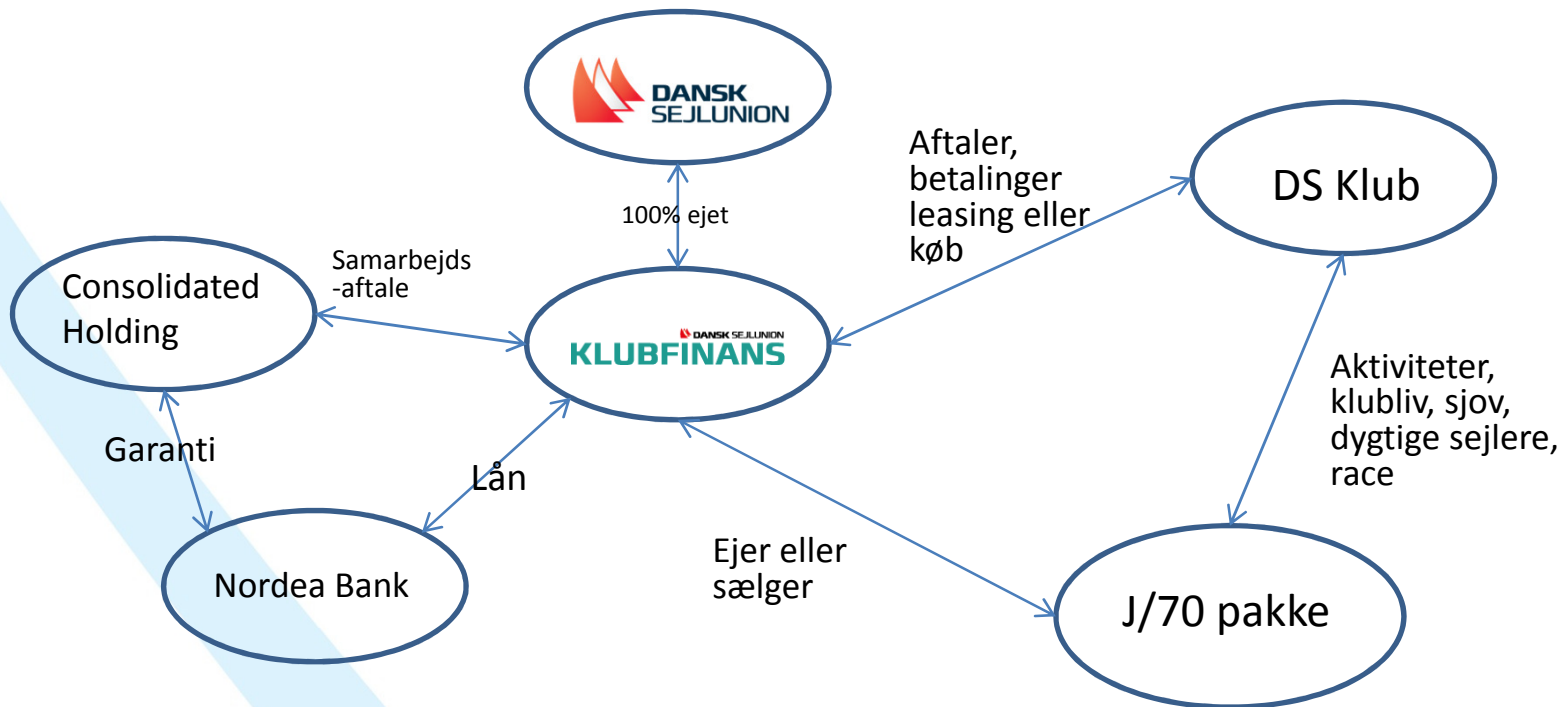 DANSK
SEJLUNION
100% ejet
Aftaler,
betalinger
leasing eller
køb
DS Klub
Consolidated
Holding
Samarbejds
-aftale
DANSK SEJLUNION
KLUBFINANS
Garanti
Lån
Nordea Bank
Ejer eller
sælger
Aktiviteter,
klubliv, sjov,
dygtige sejlere,
race
J/70 pakke